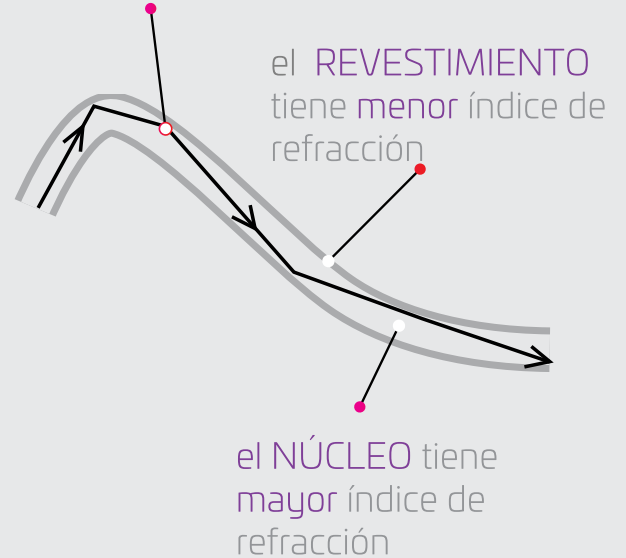 el REVESTIMIENTO
tiene menor índice de
refracción
el NÚCLEO tiene
mayor índice de
refracción